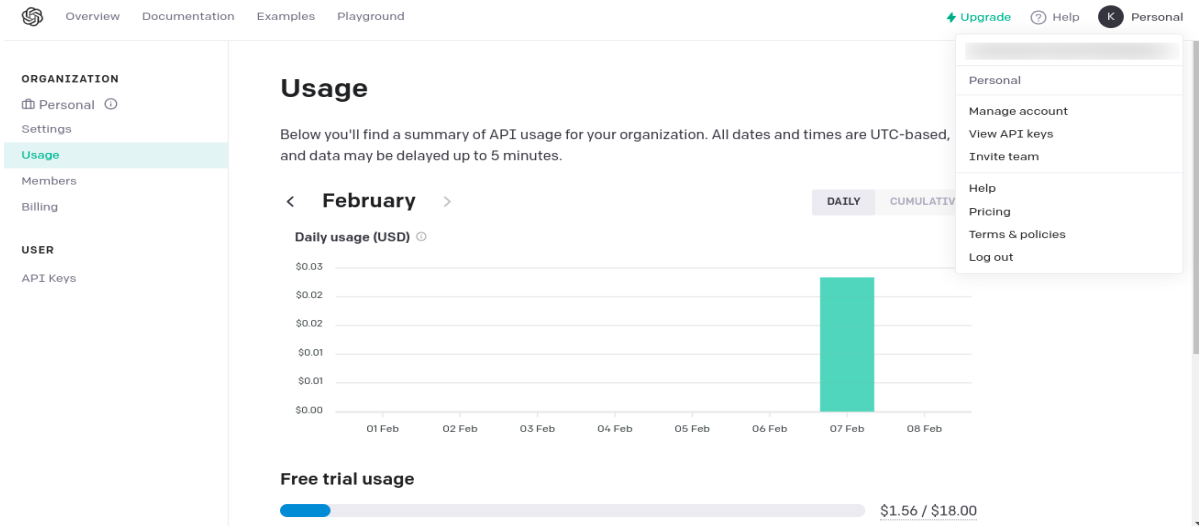 Overview Documentation Examples Playground Upgrade Help K Personal
ORGANIZATION
Personal
Settings
Usage
Members
Billing
USER
API Keys
Usage
Below you'll find a summary of API usage for your organization. All dates and times are UTC-based,
and data may be delayed up to 5 minutes.
February
DAILY CUMULATIV
Daily usage (USD)
$0.03
$0.02
$0.02
$0.01
$0.01
$0.00
01 Feb 02 Feb 03 Feb 04 Feb 05 Feb 06 Feb 07 Feb 08 Feb
Free trial usage
$1.56 / $18.00
Personal
Manage account
View API keys
Invite team
Help
Pricing
Terms & policies
Log out